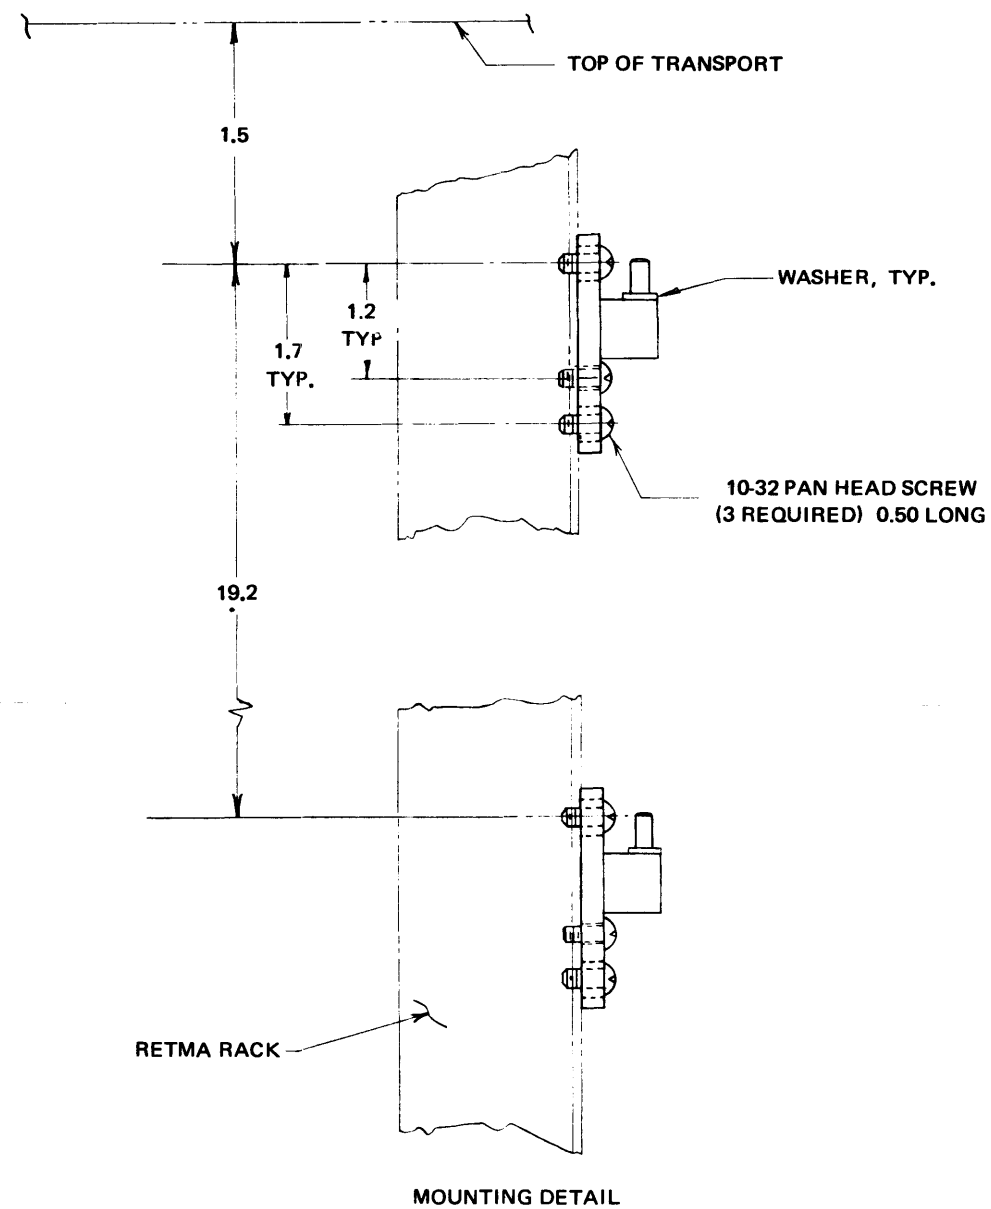 TOP OF TRANSPORT
1.5
WASHER, TYP.
1.2
TYP
1.7
TYP.
10-32 PAN HEAD SCREW
(3 REQUIRED) 0.50 LONG
19.2
RETMA RACK
MOUNTING DETAIL